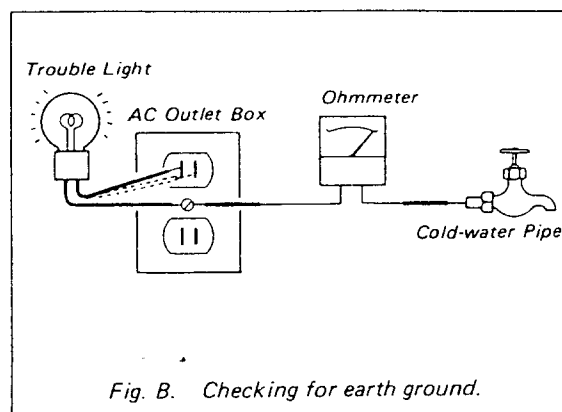 Trouble Light
AC Outlet Box
Ohmmeter
Cold-water Pipe
Fig. B. Checking for earth ground.